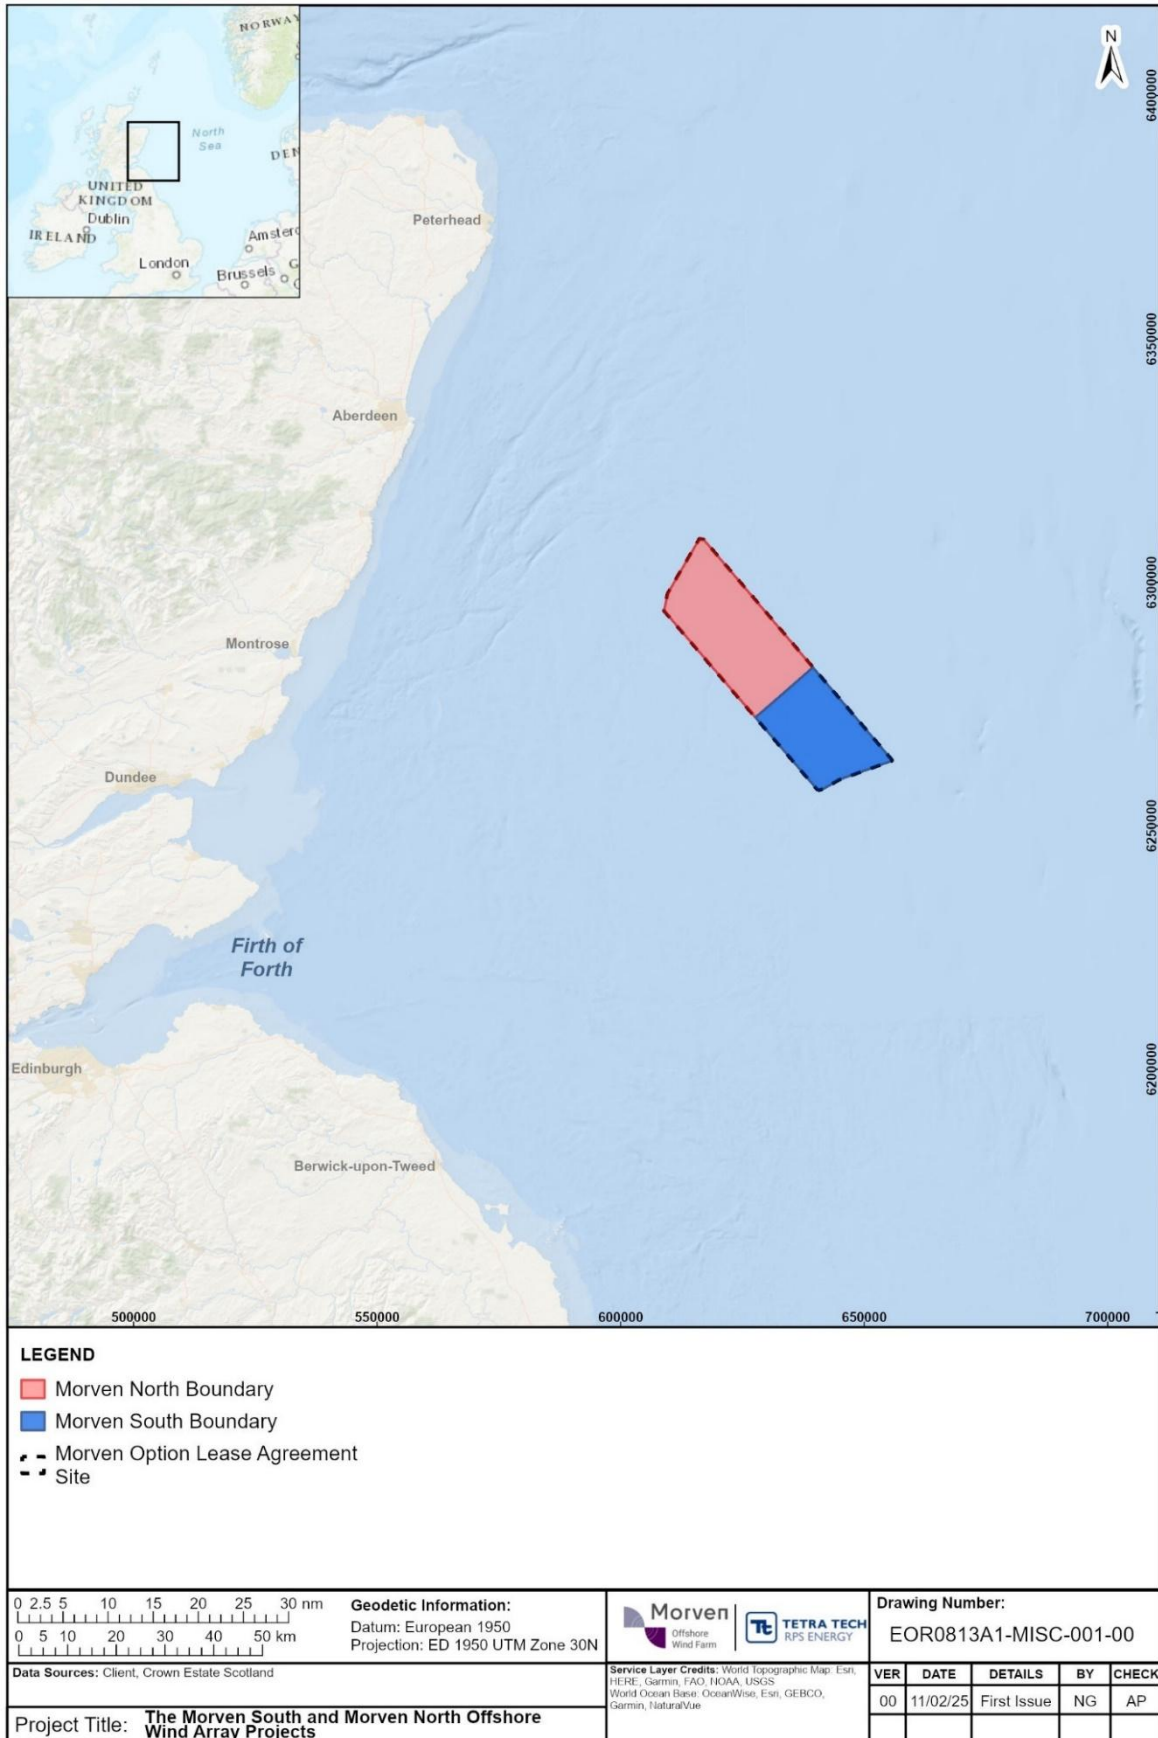 NORWAY
North
Sea
DEN
UNITED
KINGDOM
Dublin
IRELAND
Amsterd
London
Brussels
G
N
6400000
Peterhead
6350000
Aberdeen
6300000
Montrose
Dundee
6250000
Firth of
Forth
Edinburgh
6200000
Berwick-upon-Tweed
500000 550000 600000 650000 700000
LEGEND
Morven North Boundary
Morven South Boundary
Morven Option Lease Agreement
Site
0 2.5 5 10 15 20 25 30 nm
0 5 10 20 30 40 50 km
Geodetic Information:
Datum: European 1950
Projection: ED 1950 UTM Zone 30N
Morven
Offshore
Wind Farm
Tt TETRA TECH
RPS ENERGY
Drawing Number:
EOR0813A1-MISC-001-00
Data Sources: Client, Crown Estate Scotland
Service Layer Credits: World Topographic Map: Esri,
HERE, Garmin, FAO, NOAA, USGS
World Ocean Base: OceanWise, Esri, GEBCO,
Garmin, NaturalVue
VER DATE DETAILS BY CHECK
00 11/02/25 First Issue NG AP
Project Title: The Morven South and Morven North Offshore
Wind Array Projects